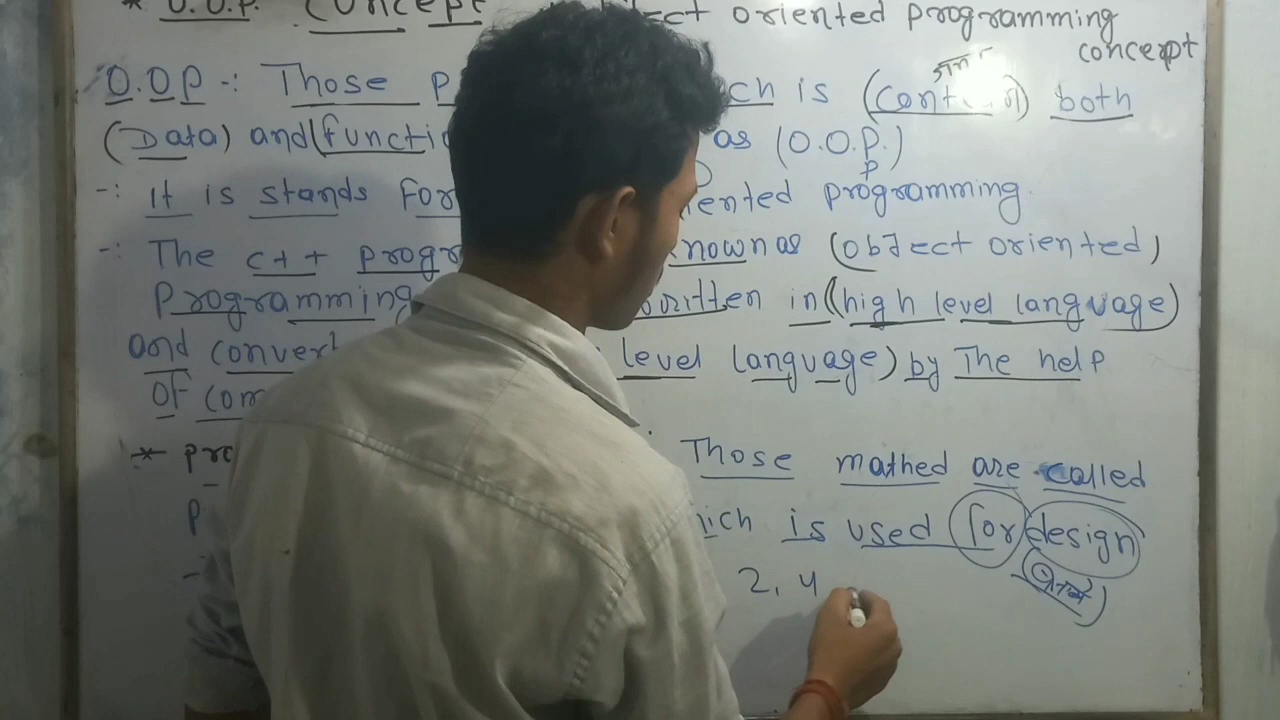 * O.O.P. Concept oriented programming
concept
O.O.P -: Those P ch is (Contain) both
(Data) and (functi as (O.O.P.)
P
-: It is stands For iented programming.
-: The C++ progr nown as (object oriented)
Programming written in (high level language)
and (convert level language) by The help
OF com
* pro Those mathed are called
P hich is used for design
2, 4